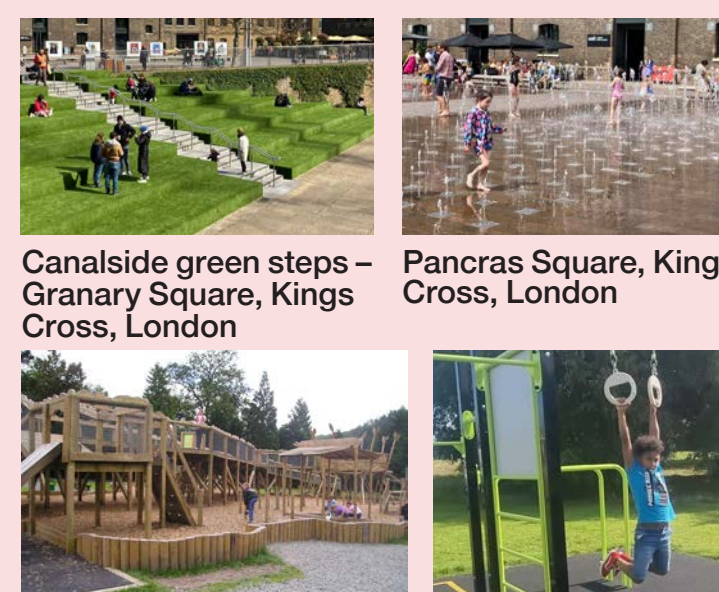 Canalside green steps –
Granary Square, Kings
Cross, London
Pancras Square, King
Cross, London